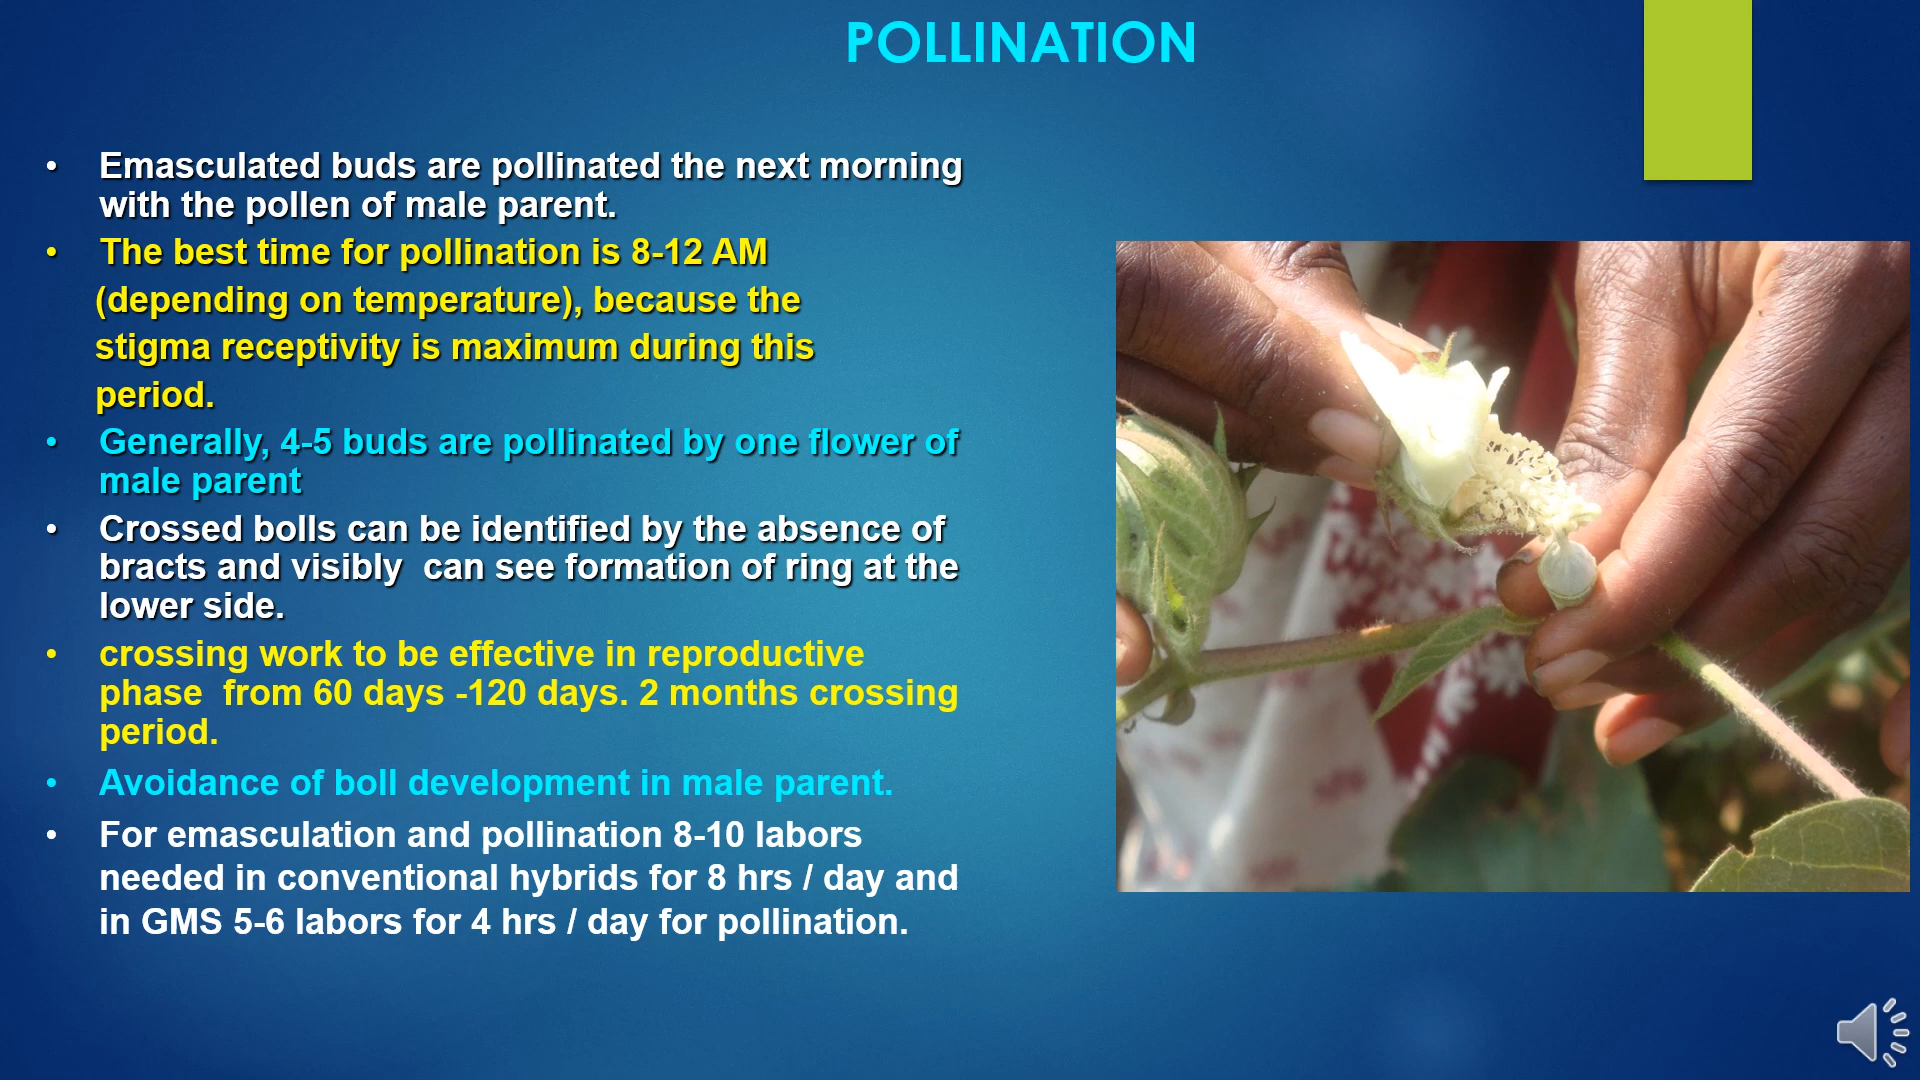 POLLINATION
• Emasculated buds are pollinated the next morning
with the pollen of male parent.
• The best time for pollination is 8-12 AM
(depending on temperature), because the
stigma receptivity is maximum during this
period.
• Generally, 4-5 buds are pollinated by one flower of
male parent
• Crossed bolls can be identified by the absence of
bracts and visibly  can see formation of ring at the
lower side.
• crossing work to be effective in reproductive
phase  from 60 days -120 days. 2 months crossing
period.
• Avoidance of boll development in male parent.
• For emasculation and pollination 8-10 labors
needed in conventional hybrids for 8 hrs / day and
in GMS 5-6 labors for 4 hrs / day for pollination.